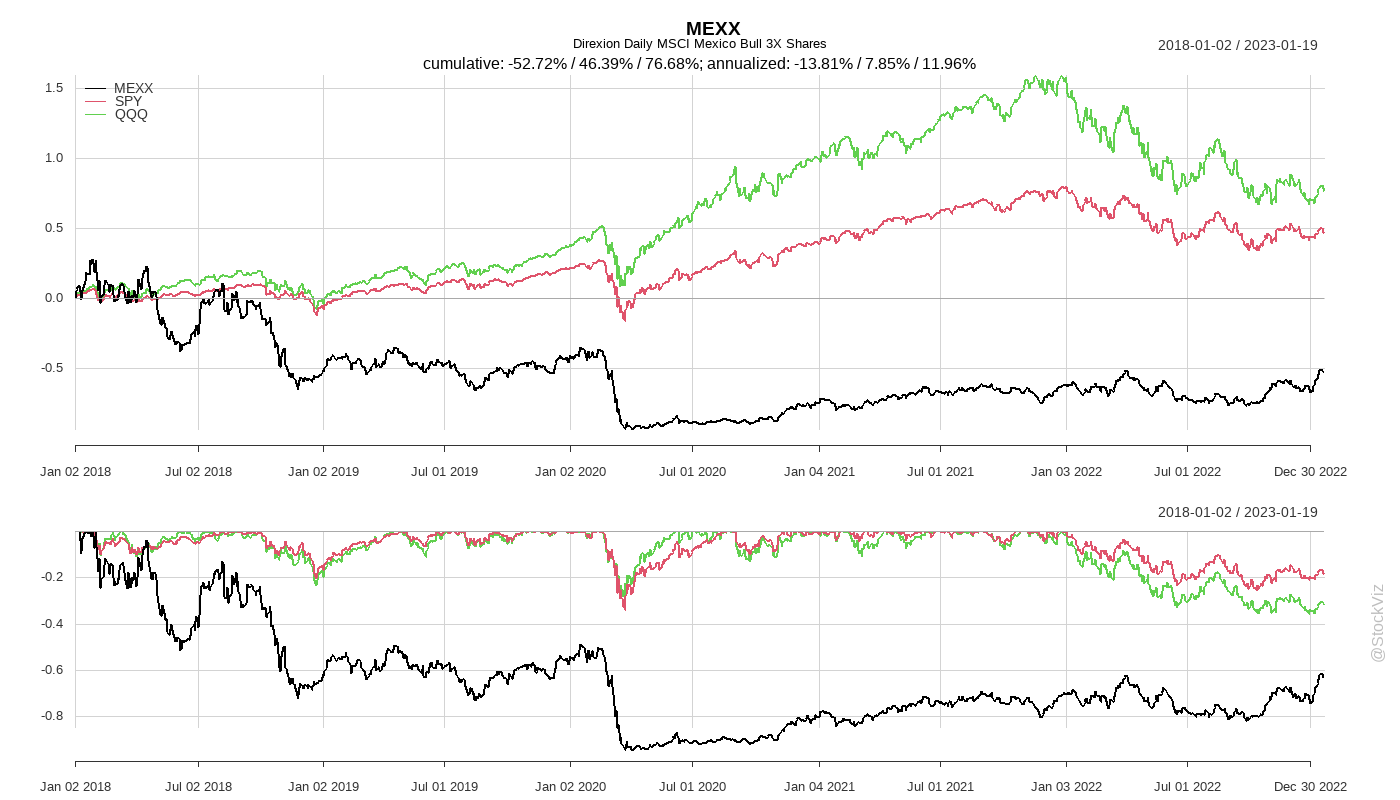 MEXX
Direxion Daily MSCI Mexico Bull 3X Shares
2018-01-02 / 2023-01-19
cumulative: -52.72% / 46.39% / 76.68%; annualized: -13.81% / 7.85% / 11.96%
MEXX
SPY
QQQ
1.5
1.0
0.5
0.0
-0.5
Jan 02 2018 Jul 02 2018 Jan 02 2019 Jul 01 2019 Jan 02 2020 Jul 01 2020 Jan 04 2021 Jul 01 2021 Jan 03 2022 Jul 01 2022 Dec 30 2022
2018-01-02 / 2023-01-19
-0.2
-0.4
-0.6
-0.8
Jan 02 2018 Jul 02 2018 Jan 02 2019 Jul 01 2019 Jan 02 2020 Jul 01 2020 Jan 04 2021 Jul 01 2021 Jan 03 2022 Jul 01 2022 Dec 30 2022
@StockViz